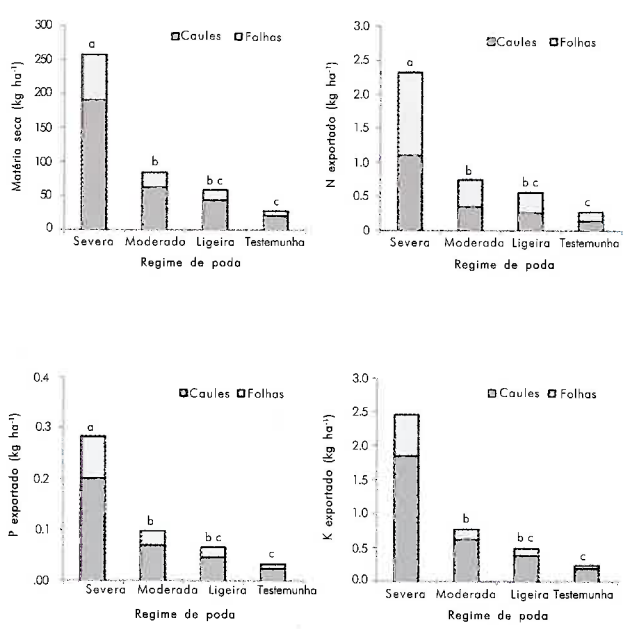 Matéria seca (kg ha⁻¹)
300
250
200
150
100
50
0
Caules Folhas
a
b
b c
c
Severa Moderada Ligeira Testemunha
Regime de poda
N exportado (kg ha⁻¹)
3.0
2.5
2.0
1.5
1.0
0.5
0
Caules Folhas
a
b
b c
c
Severa Moderada Ligeira Testemunha
Regime de poda
P exportado (kg ha⁻¹)
0.4
0.3
0.2
0.1
.00
Caules Folhas
a
b
b c
c
Severa Moderada Ligeira Testemunha
Regime de poda
K exportado (kg ha⁻¹)
3.0
2.5
2.0
1.5
1.0
0.5
0.0
Caules Folhas
b
b c
c
Severa Moderada Ligeira Testemunha
Regime de poda